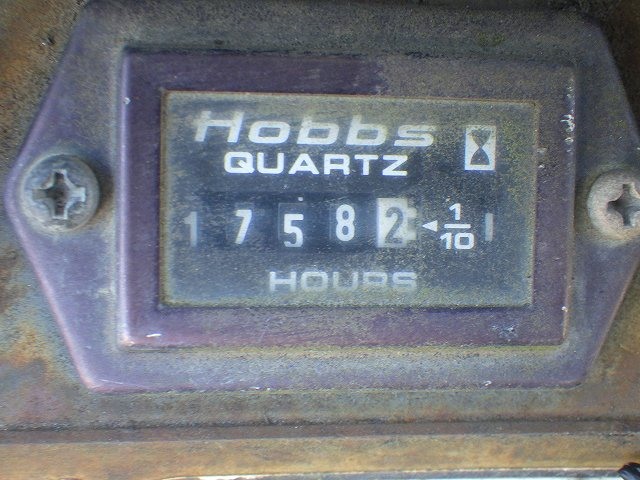 Hobbs
QUARTZ
1 7 5 8 2 ◄ 1/10
HOURS